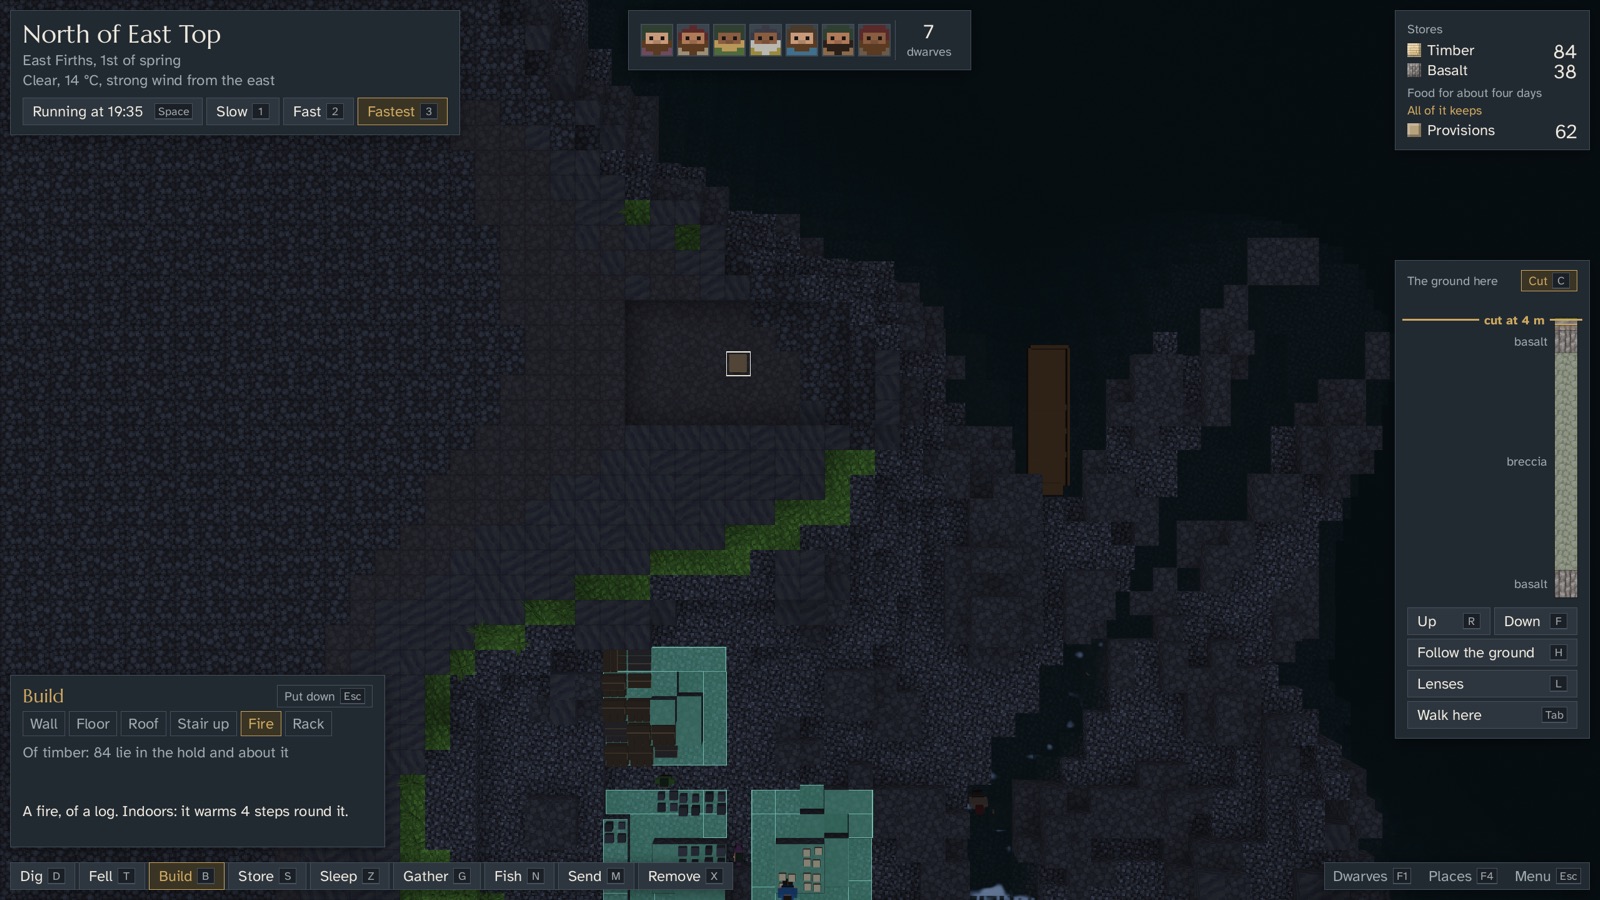 North of East Top
East Firths, 1st of spring
Clear, 14 °C, strong wind from the east
Running at 19:35 Space Slow 1 Fast 2 Fastest 3
7
dwarves
Stores
Timber 84
Basalt 38
Food for about four days
All of it keeps
Provisions 62
The ground here Cut C
cut at 4 m
basalt
breccia
basalt
Up R Down F
Follow the ground H
Lenses L
Walk here Tab
Build Put down Esc
Wall Floor Roof Stair up Fire Rack
Of timber: 84 lie in the hold and about it
A fire, of a log. Indoors: it warms 4 steps round it.
Dig D Fell T Build B Store S Sleep Z Gather G Fish N Send M Remove X
Dwarves F1 Places F4 Menu Esc